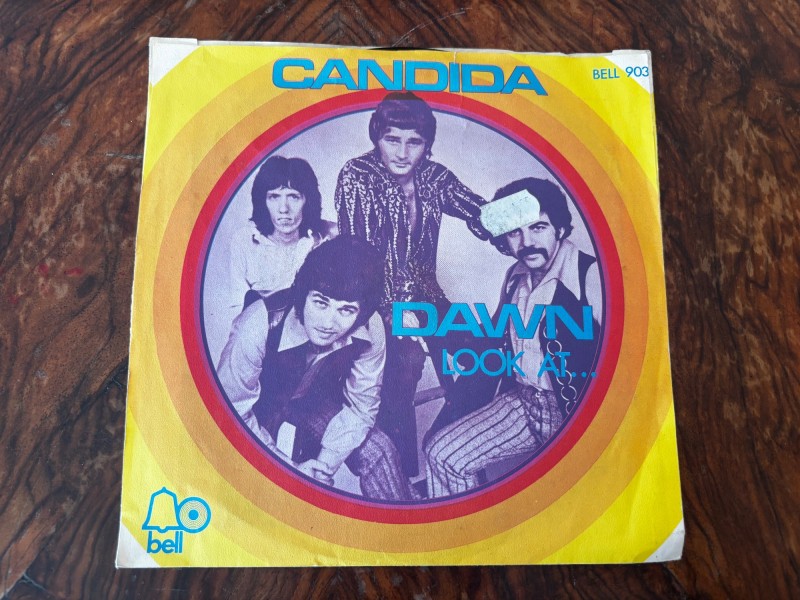 CANDIDA
BELL 903
DAWN
LOOK AT...
bell